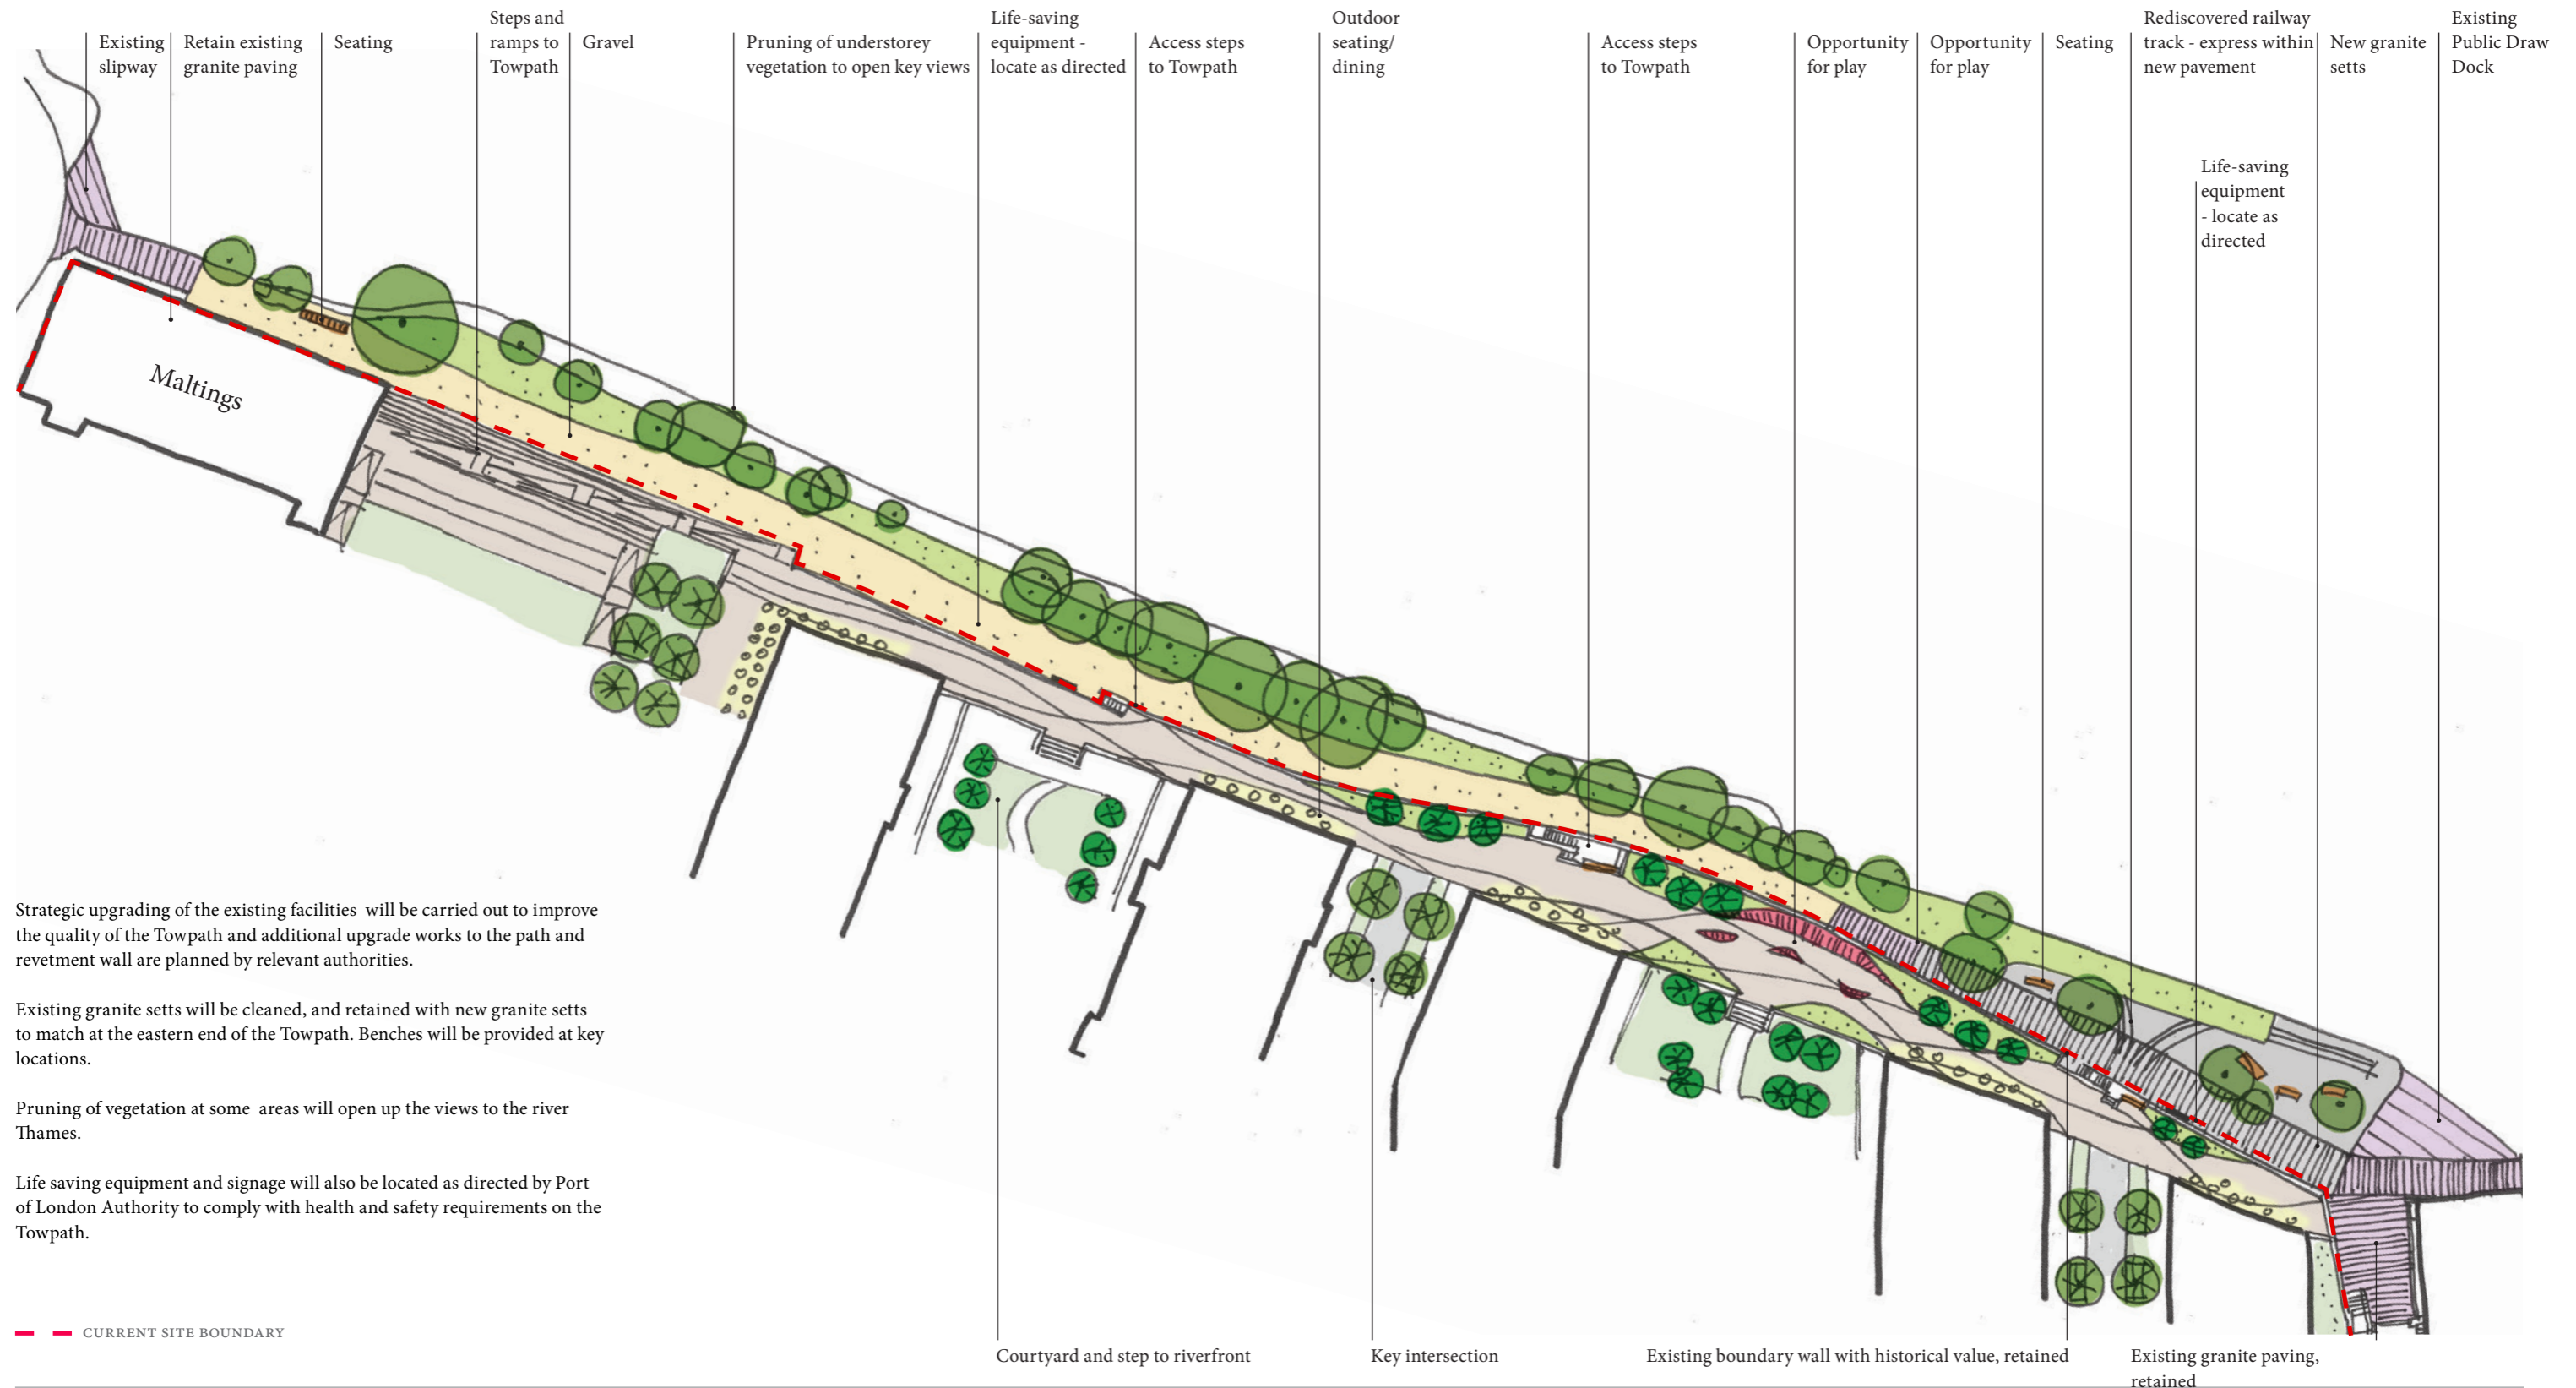 Existing
slipway
Retain existing
granite paving
Seating
Steps and
ramps to
Towpath
Gravel
Pruning of understorey
vegetation to open key views
Life-saving
equipment -
locate as directed
Access steps
to Towpath
Outdoor
seating/
dining
Access steps
to Towpath
Opportunity
for play
Opportunity
for play
Seating
Rediscovered railway
track - express within
new pavement
New granite
setts
Existing
Public Draw
Dock
Life-saving
equipment
- locate as
directed
Maltings
Strategic upgrading of the existing facilities will be carried out to improve
the quality of the Towpath and additional upgrade works to the path and
revetment wall are planned by relevant authorities.
Existing granite setts will be cleaned, and retained with new granite setts
to match at the eastern end of the Towpath. Benches will be provided at key
locations.
Pruning of vegetation at some areas will open up the views to the river
Thames.
Life saving equipment and signage will also be located as directed by Port
of London Authority to comply with health and safety requirements on the
Towpath.
CURRENT SITE BOUNDARY
Courtyard and step to riverfront
Key intersection
Existing boundary wall with historical value, retained
Existing granite paving,
retained